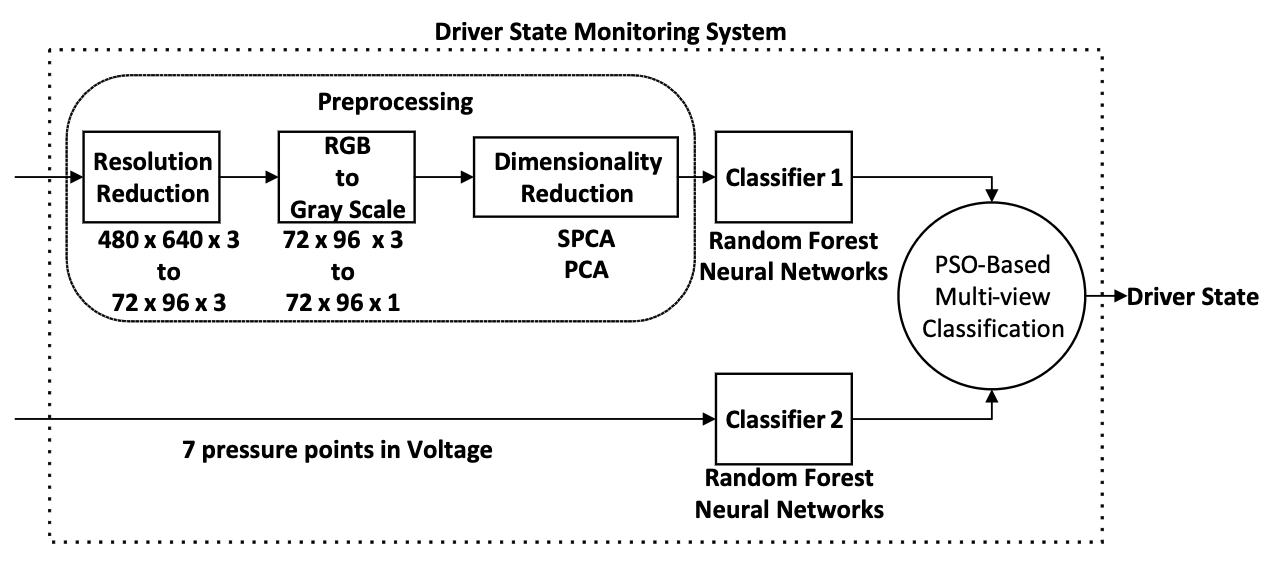 Driver State Monitoring System
Preprocessing
Resolution
Reduction
480 x 640 x 3
to
72 x 96 x 3
RGB
to
Gray Scale
72 x 96 x 3
to
72 x 96 x 1
Dimensionality
Reduction
SPCA
PCA
Classifier 1
Random Forest
Neural Networks
PSO-Based
Multi-view
Classification
Driver State
7 pressure points in Voltage
Classifier 2
Random Forest
Neural Networks